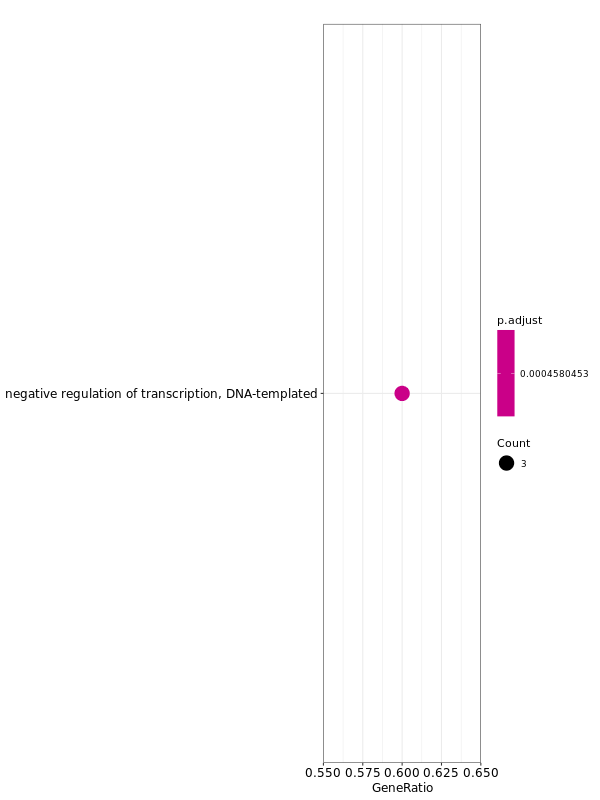 negative regulation of transcription, DNA-templated
0.550 0.575 0.600 0.625 0.650
GeneRatio
p.adjust
0.0004580453
Count
3